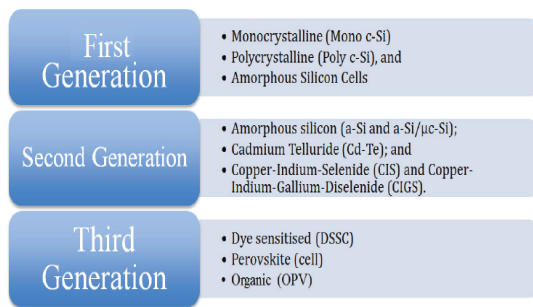 First
Generation
• Monocrystalline (Mono c-Si)
• Polycrystalline (Poly c-Si), and
• Amorphous Silicon Cells
Second Generation
• Amorphous silicon (a-Si and a-Si/μc-Si);
• Cadmium Telluride (Cd-Te); and
• Copper-Indium-Selenide (CIS) and Copper-
Indium-Gallium-Diselenide (CIGS).
Third
Generation
• Dye sensitised (DSSC)
• Perovskite (cell)
• Organic (OPV)